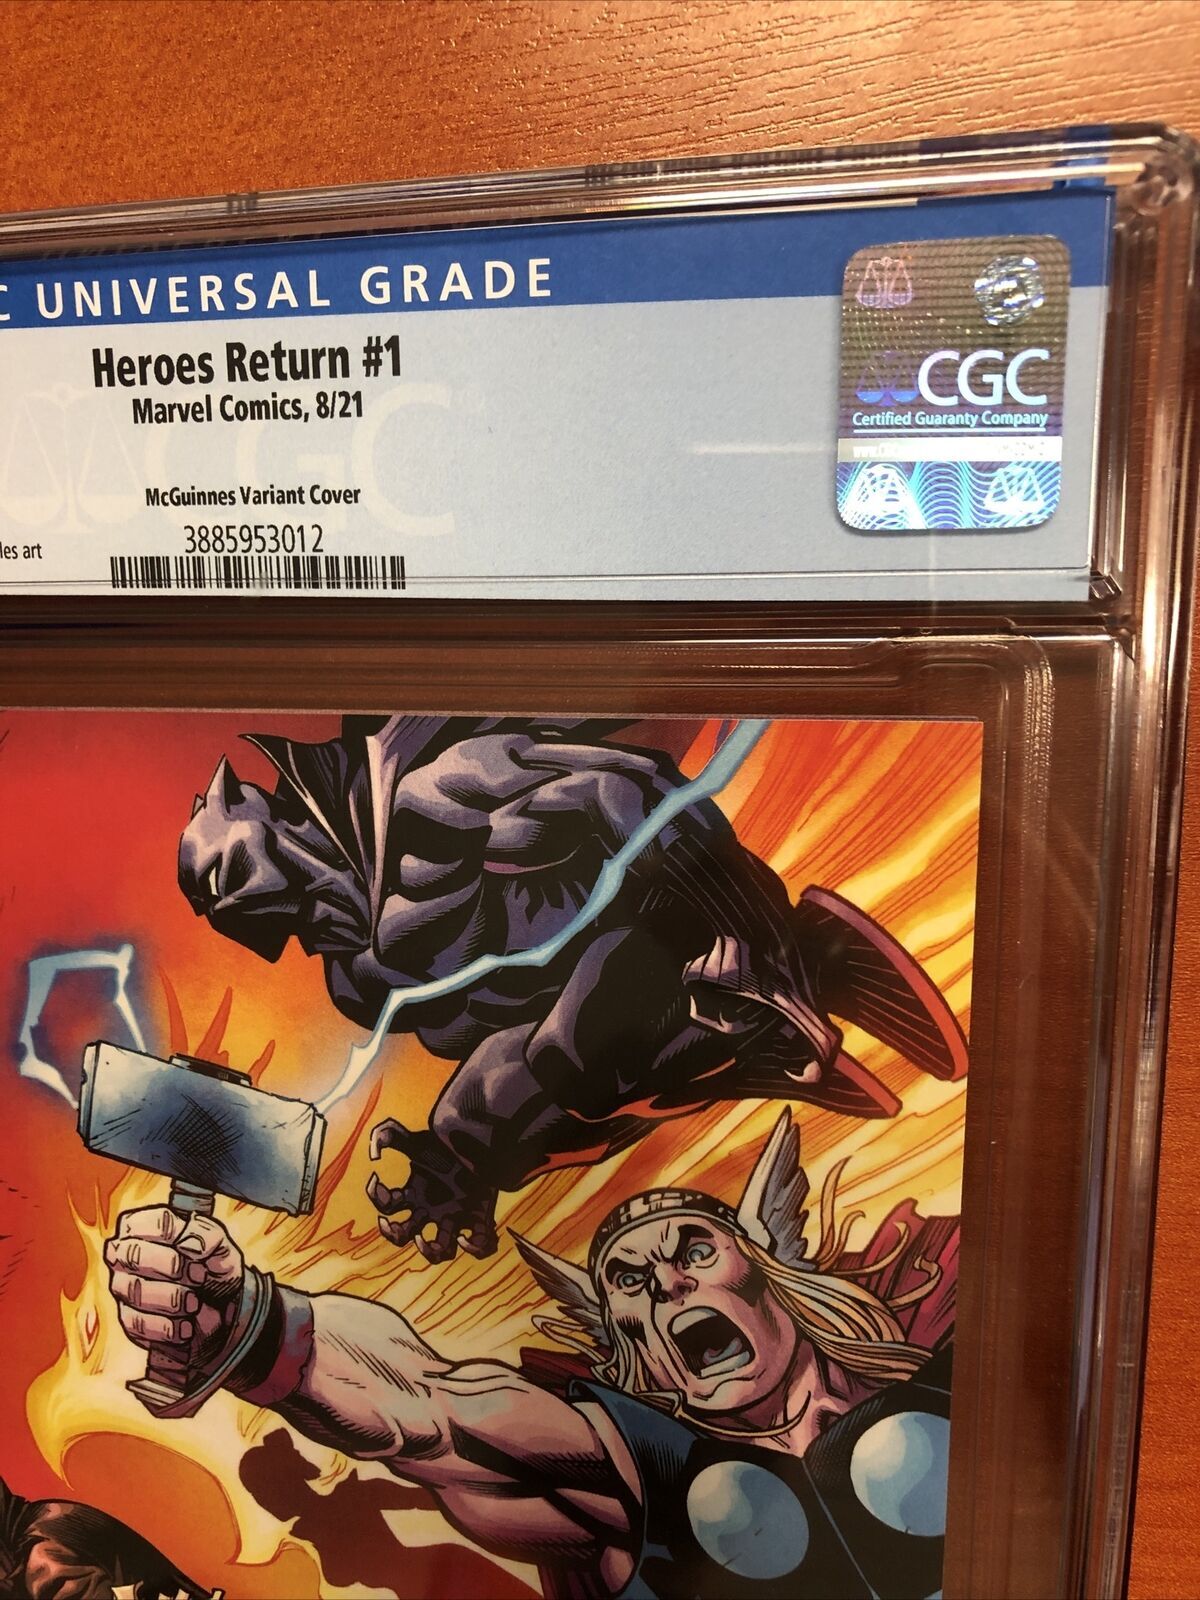 C UNIVERSAL GRADE
Heroes Return #1
Marvel Comics, 8/21
CGC
McGuinnes Variant Cover
les art
3885953012
CGC
Certified Guaranty Company